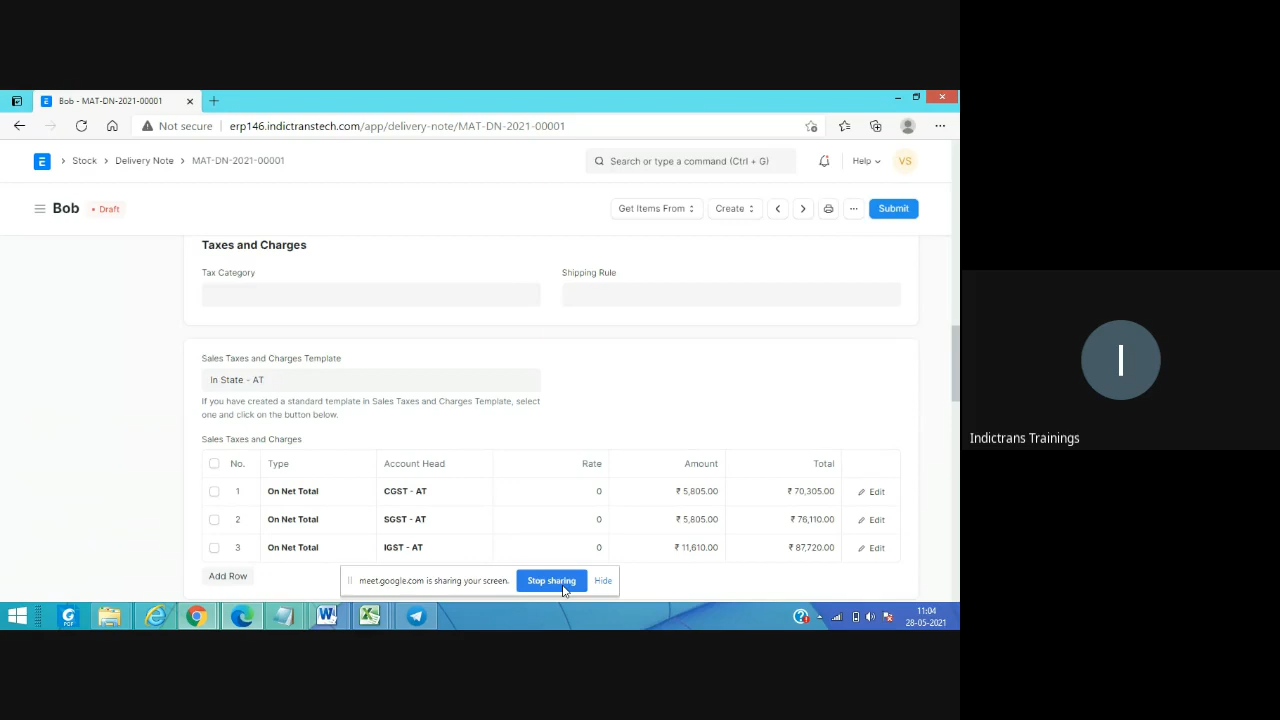 Bob - MAT-DN-2021-00001
Not secure erp146.indictranstech.com/app/delivery-note/MAT-DN-2021-00001
E Stock Delivery Note MAT-DN-2021-00001 Search or type a command (Ctrl + G) Help VS
Bob Draft Get Items From Create Submit
Taxes and Charges
Tax Category Shipping Rule
Sales Taxes and Charges Template
In State - AT
If you have created a standard template in Sales Taxes and Charges Template, select
one and click on the button below.
Sales Taxes and Charges
No. Type Account Head Rate Amount Total
1 On Net Total CGST - AT 0 ₹ 5,805.00 ₹ 70,305.00 Edit
2 On Net Total SGST - AT 0 ₹ 5,805.00 ₹ 76,110.00 Edit
3 On Net Total IGST - AT 0 ₹ 11,610.00 ₹ 87,720.00 Edit
Add Row
meet.google.com is sharing your screen. Stop sharing Hide
11:04
28-05-2021
I
Indictrans Trainings